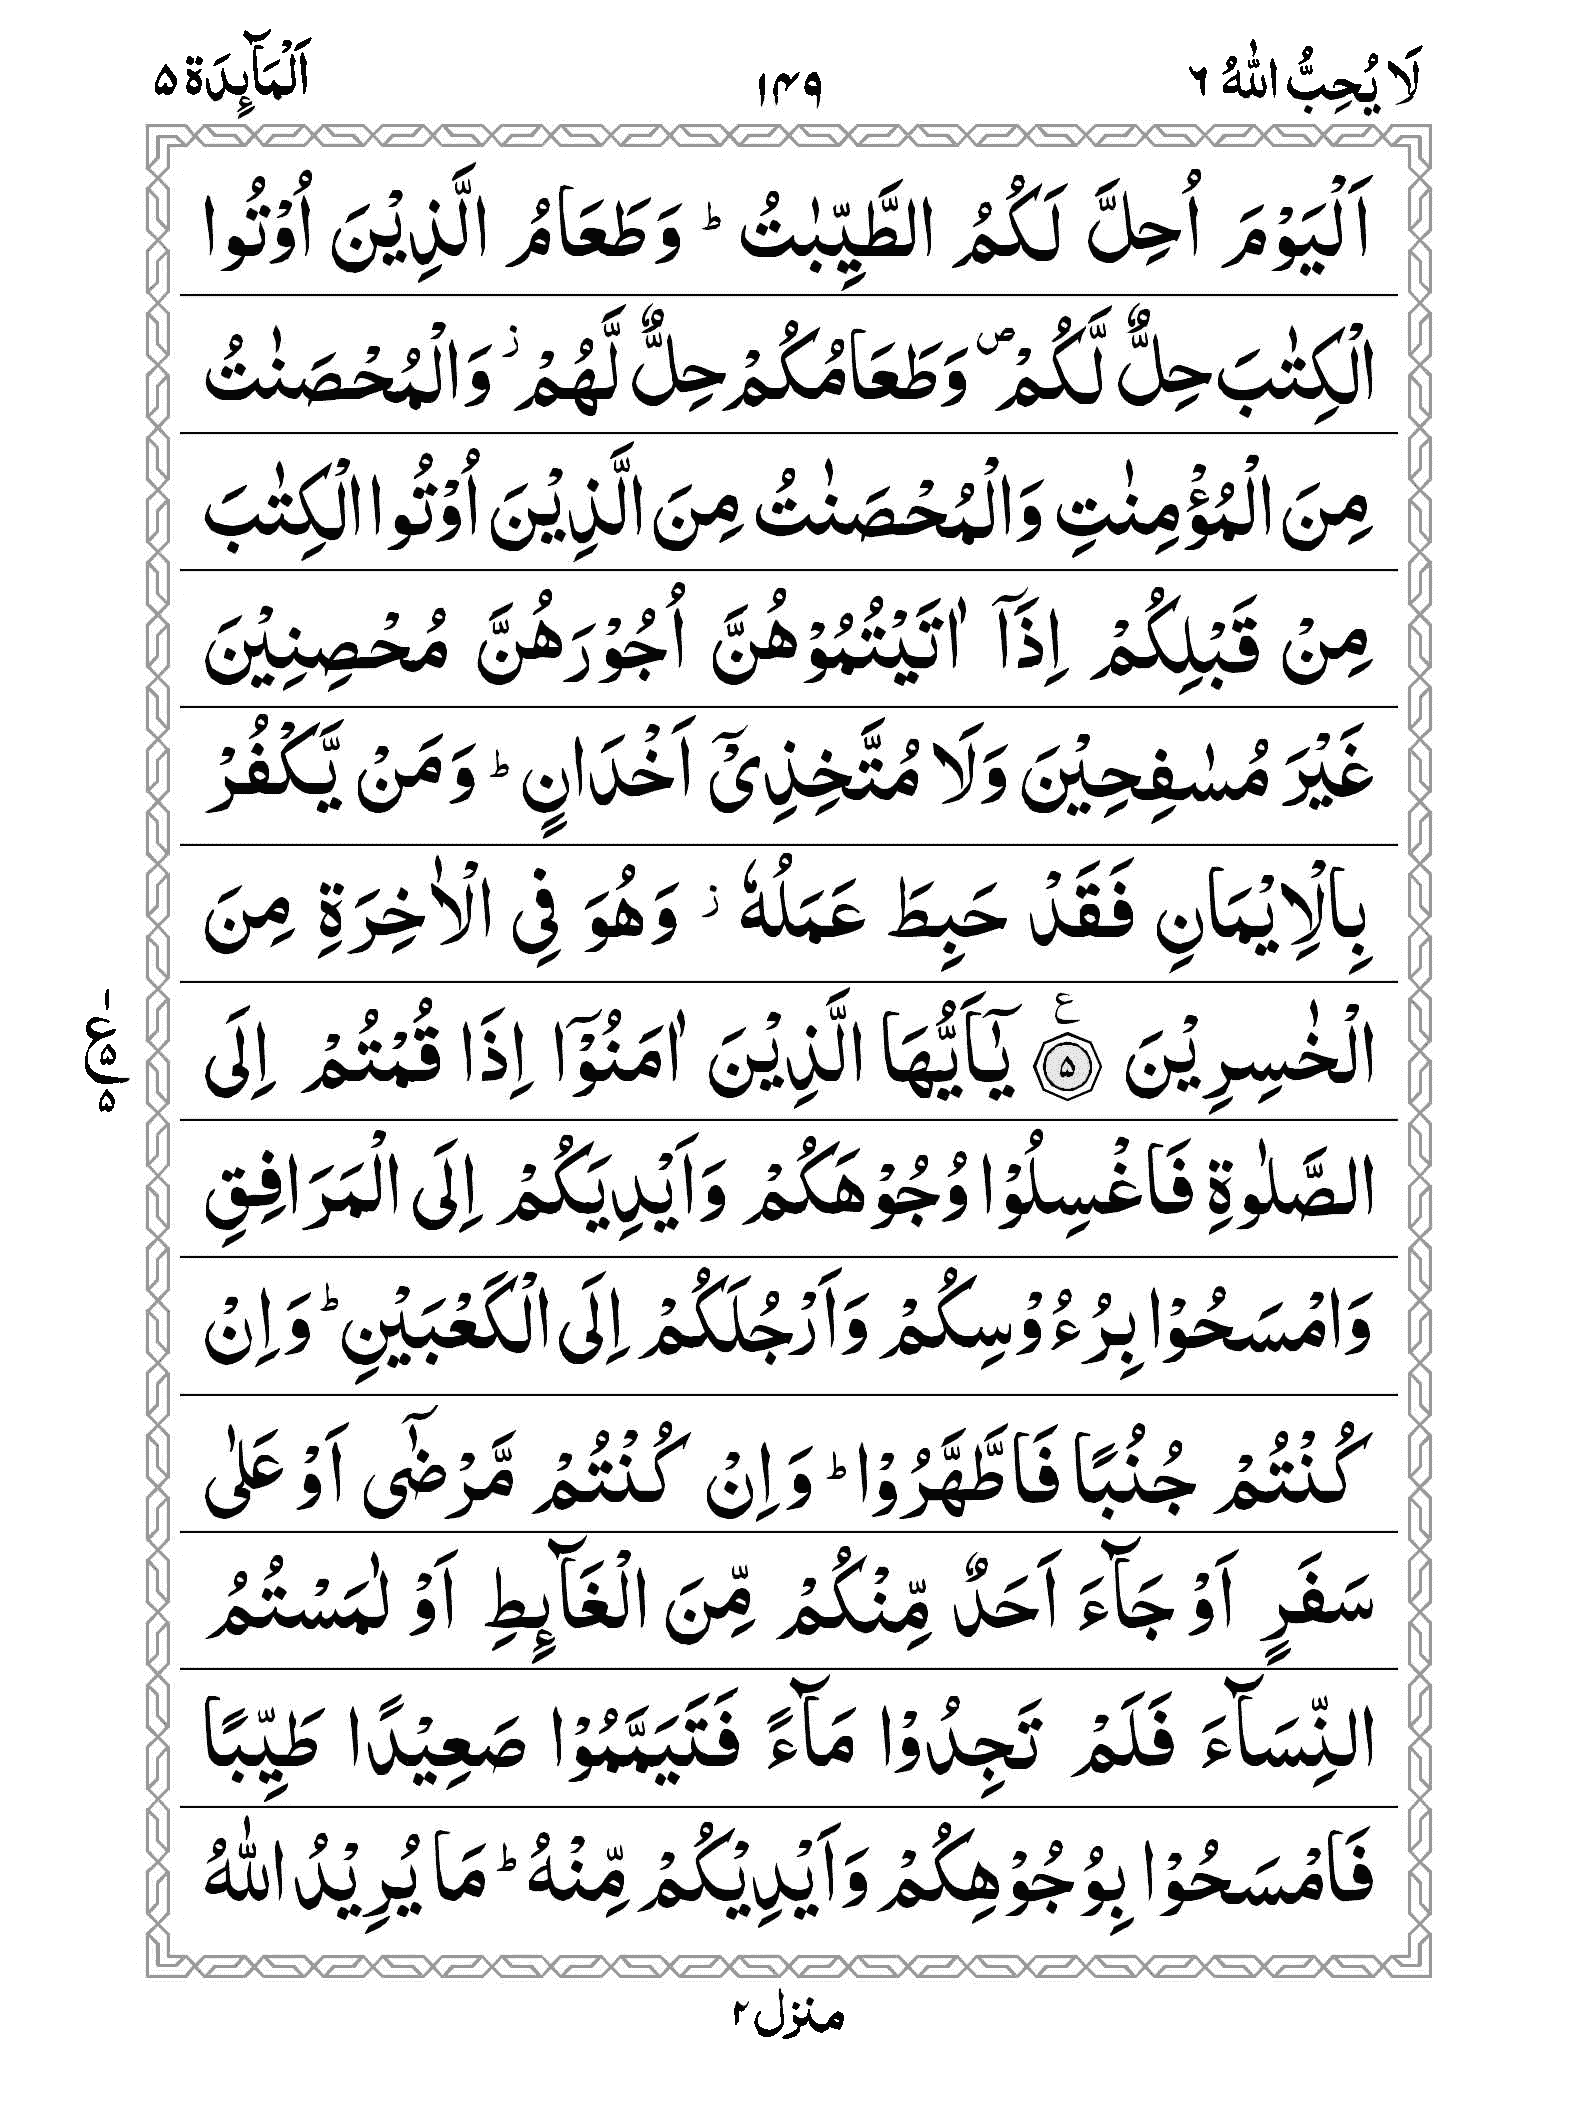 لَا يُحِبُّ اللّٰهُ ٦
١٤٩
اَلْمَآئِدَة ٥
اَلْيَوْمَ اُحِلَّ لَكُمُ الطَّيِّبٰتُ ؕ وَطَعَامُ الَّذِيْنَ اُوْتُوا
الْكِتٰبَ حِلٌّ لَّكُمْ ۪ وَطَعَامُكُمْ حِلٌّ لَّهُمْ ؗ وَالْمُحْصَنٰتُ
مِنَ الْمُؤْمِنٰتِ وَالْمُحْصَنٰتُ مِنَ الَّذِيْنَ اُوْتُوا الْكِتٰبَ
مِنْ قَبْلِكُمْ اِذَاۤ اٰتَيْتُمُوْهُنَّ اُجُوْرَهُنَّ مُحْصِنِيْنَ
غَيْرَ مُسٰفِحِيْنَ وَلَا مُتَّخِذِيْۤ اَخْدَانٍ ؕ وَمَنْ يَّكْفُرْ
بِالْاِيْمَانِ فَقَدْ حَبِطَ عَمَلُهٗ ؗ وَهُوَ فِي الْاٰخِرَةِ مِنَ
الْخٰسِرِيْنَ ۝٥ ع يٰۤاَيُّهَا الَّذِيْنَ اٰمَنُوْۤا اِذَا قُمْتُمْ اِلَى
ع ١ ٥ ٥
الصَّلٰوةِ فَاغْسِلُوْا وُجُوْهَكُمْ وَاَيْدِيَكُمْ اِلَى الْمَرَافِقِ
وَامْسَحُوْا بِرُءُوْسِكُمْ وَاَرْجُلَكُمْ اِلَى الْكَعْبَيْنِ ؕ وَاِنْ
كُنْتُمْ جُنُبًا فَاطَّهَّرُوْا ؕ وَاِنْ كُنْتُمْ مَّرْضٰۤى اَوْ عَلٰى
سَفَرٍ اَوْ جَآءَ اَحَدٌ مِّنْكُمْ مِّنَ الْغَآئِطِ اَوْ لٰمَسْتُمُ
النِّسَآءَ فَلَمْ تَجِدُوْا مَآءً فَتَيَمَّمُوْا صَعِيْدًا طَيِّبًا
فَامْسَحُوْا بِوُجُوْهِكُمْ وَاَيْدِيْكُمْ مِّنْهُ ؕ مَا يُرِيْدُ اللّٰهُ
منزل ٢